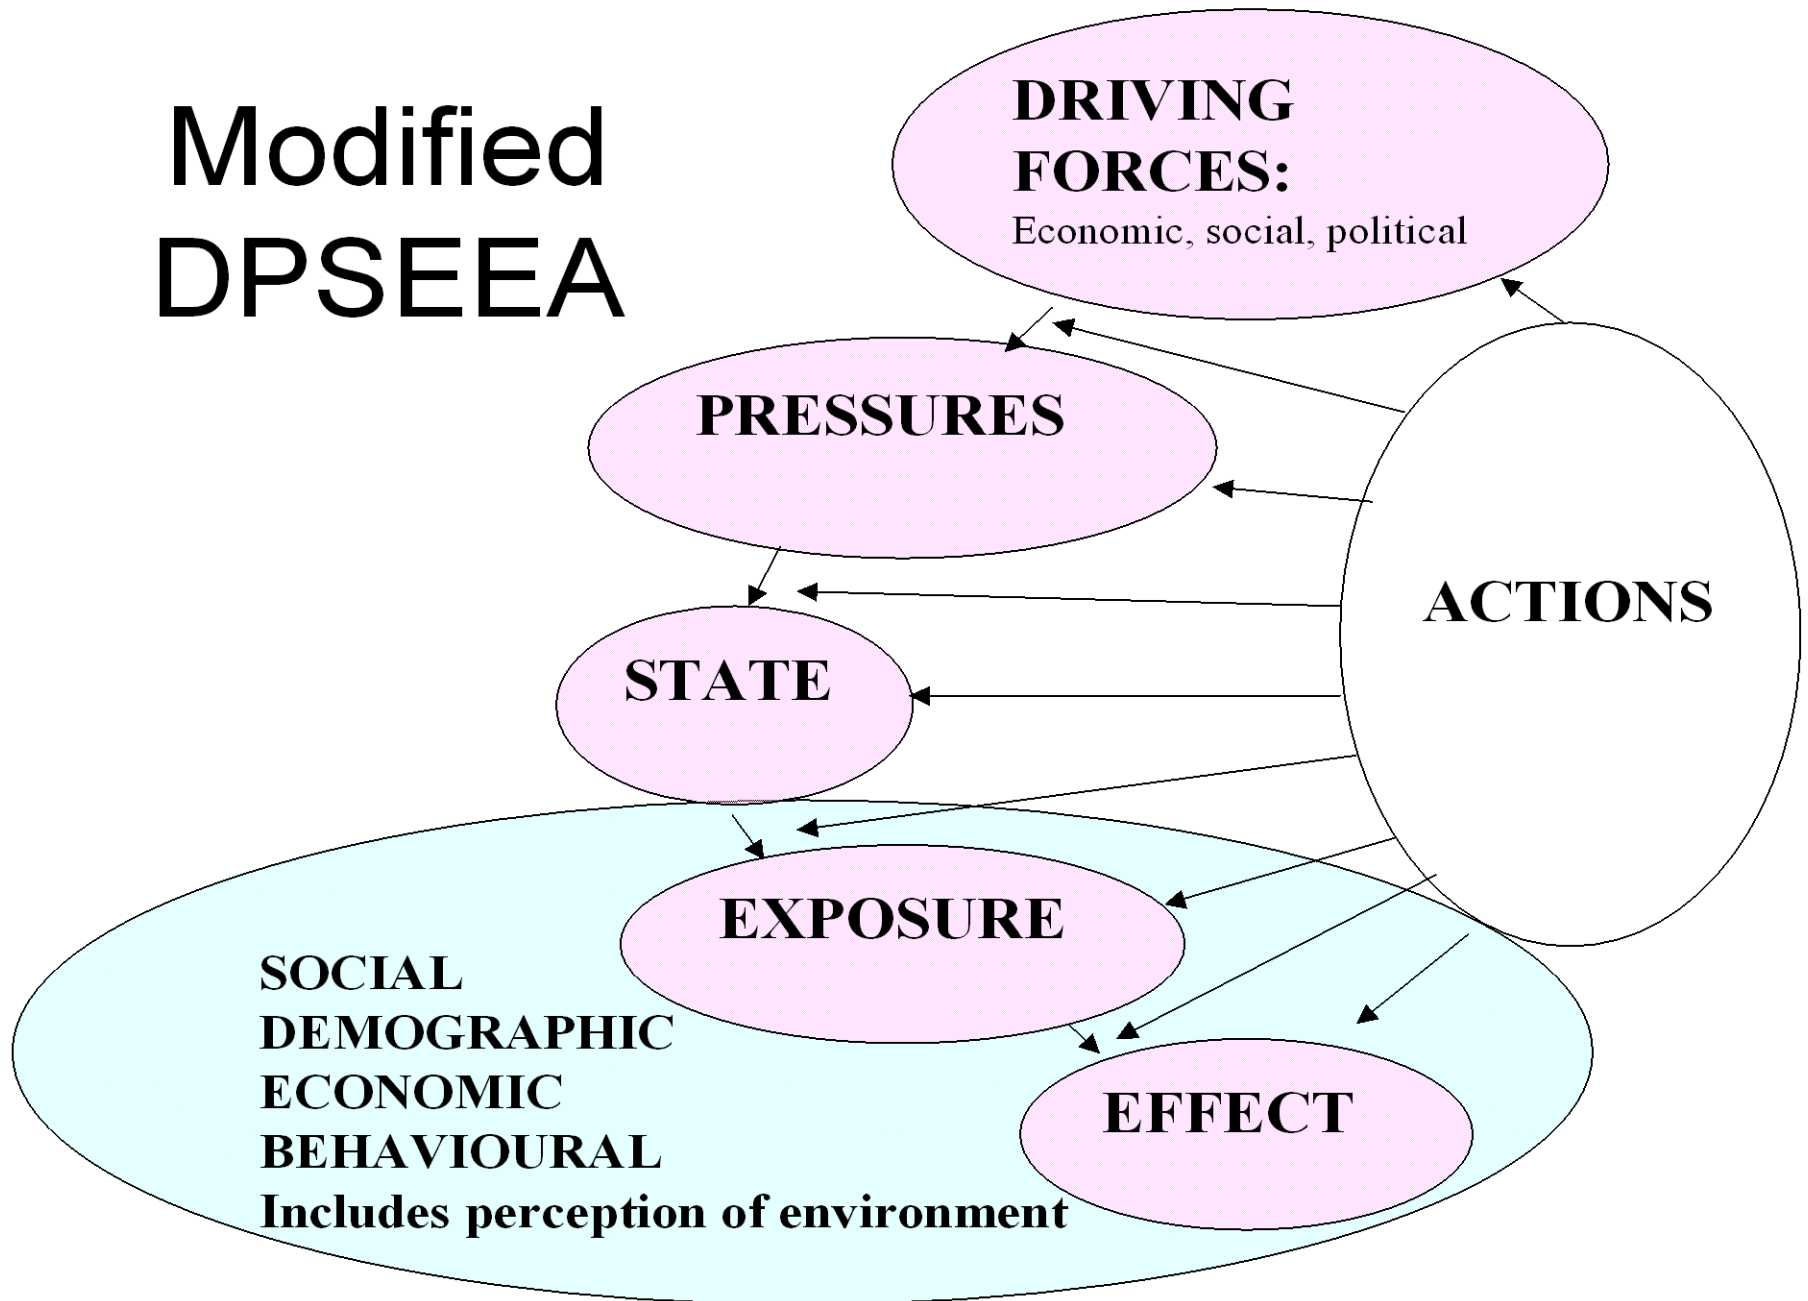 Modified
DPSEEA
DRIVING
FORCES:
Economic, social, political
PRESSURES
ACTIONS
STATE
EXPOSURE
SOCIAL
DEMOGRAPHIC
ECONOMIC
BEHAVIOURAL
Includes perception of environment
EFFECT